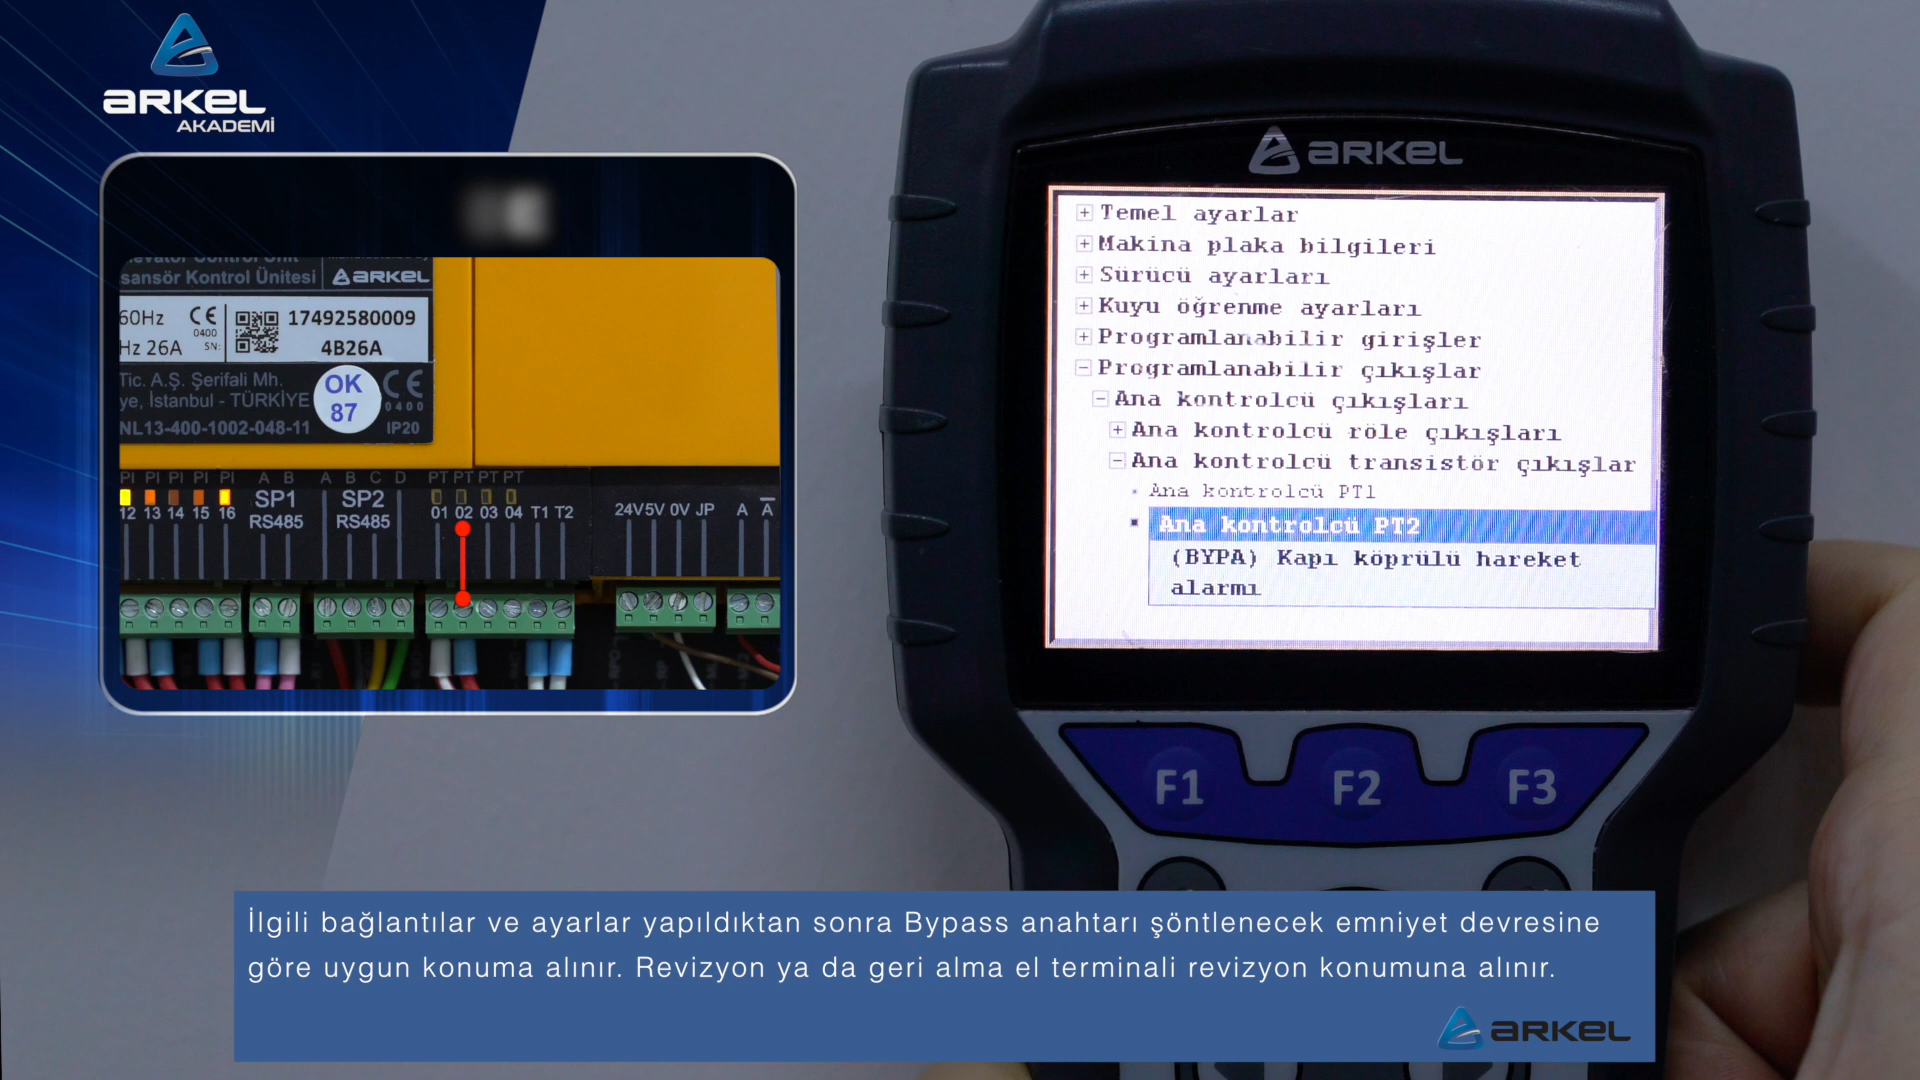 ARKEL
AKADEMİ
sansör Kontrol Ünitesi
ARKEL
60Hz
CE
0400
17492580009
Hz 26A
SN:
4B26A
Tic. A.Ş. Şerifali Mh.
ye, İstanbul - TÜRKİYE
NL13-400-1002-048-11
OK
87
CE
0400
IP20
PI PI PI PI PI A B A B C D PT PT PT PT
12 13 14 15 16
SP1
RS485
SP2
RS485
01 02 03 04 T1 T2
24V 5V 0V JP A A̅
ARKEL
+ Temel ayarlar
+ Makina plaka bilgileri
+ Sürücü ayarları
+ Kuyu öğrenme ayarları
+ Programlanabilir girişler
- Programlanabilir çıkışlar
- Ana kontrolcü çıkışları
+ Ana kontrolcü röle çıkışları
- Ana kontrolcü transistör çıkışlar
Ana kontrolcü PT1
Ana kontrolcü PT2
(BYPA) Kapı köprülü hareket
alarmı
F1
F2
F3
İlgili bağlantılar ve ayarlar yapıldıktan sonra Bypass anahtarı şöntlenecek emniyet devresine
göre uygun konuma alınır. Revizyon ya da geri alma el terminali revizyon konumuna alınır.
ARKEL